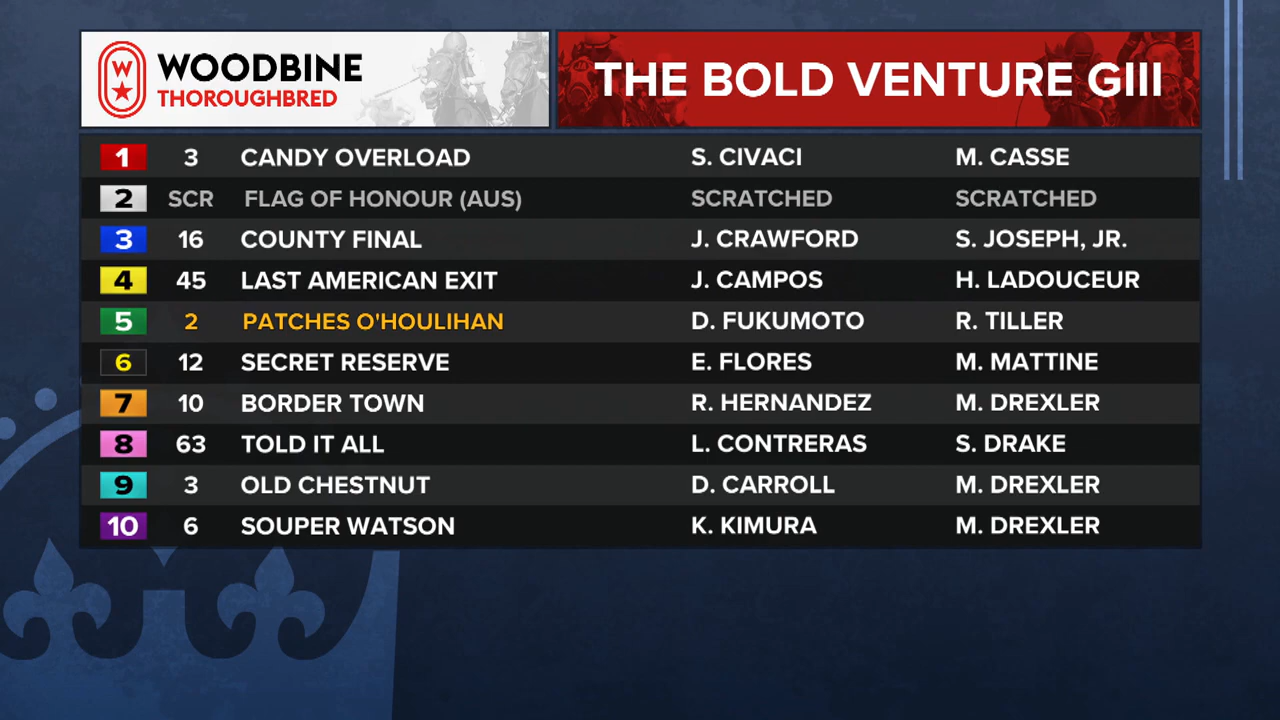 W
WOODBINE
THOROUGHBRED
THE BOLD VENTURE GIII
1 3 CANDY OVERLOAD S. CIVACI M. CASSE
2 SCR FLAG OF HONOUR (AUS) SCRATCHED SCRATCHED
3 16 COUNTY FINAL J. CRAWFORD S. JOSEPH, JR.
4 45 LAST AMERICAN EXIT J. CAMPOS H. LADOUCEUR
5 2 PATCHES O'HOULIHAN D. FUKUMOTO R. TILLER
6 12 SECRET RESERVE E. FLORES M. MATTINE
7 10 BORDER TOWN R. HERNANDEZ M. DREXLER
8 63 TOLD IT ALL L. CONTRERAS S. DRAKE
9 3 OLD CHESTNUT D. CARROLL M. DREXLER
10 6 SOUPER WATSON K. KIMURA M. DREXLER